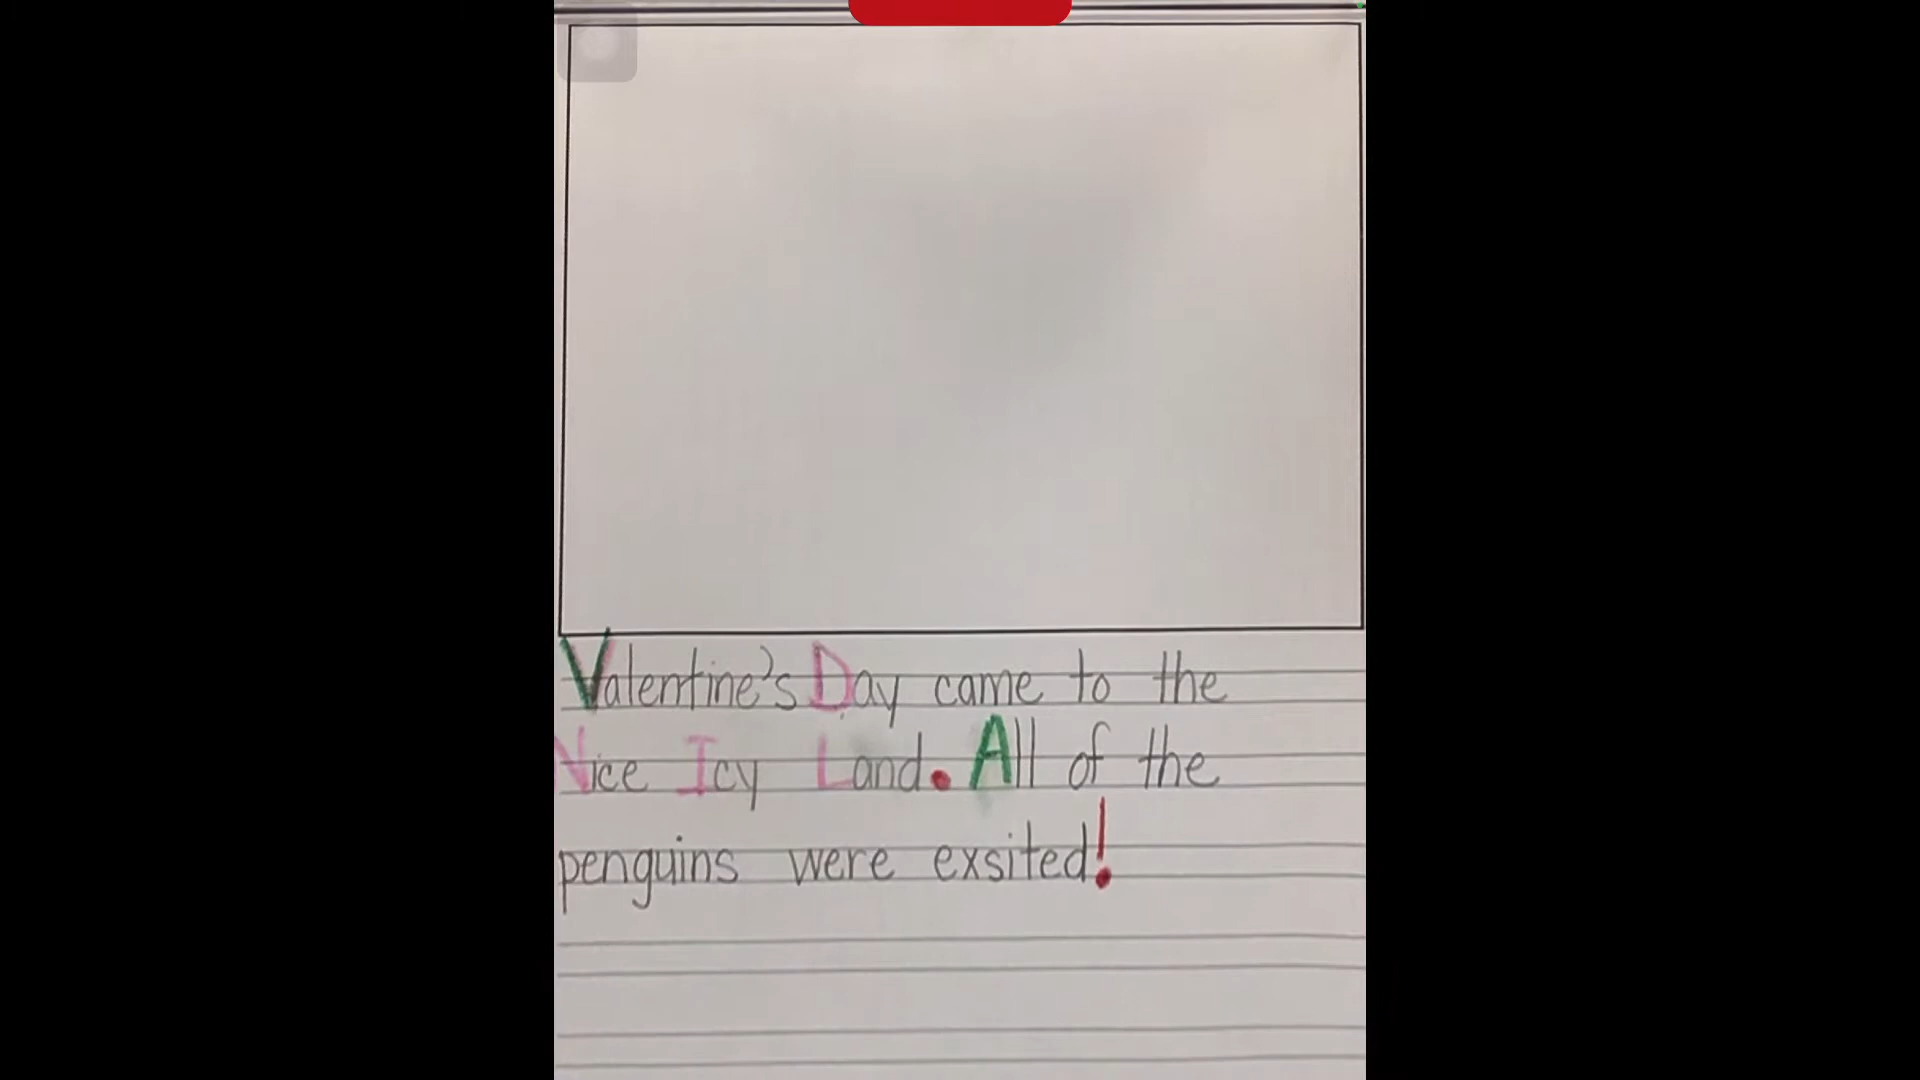 Valentine's Day came to the
Nice Icy Land. All of the
penguins were exsited!